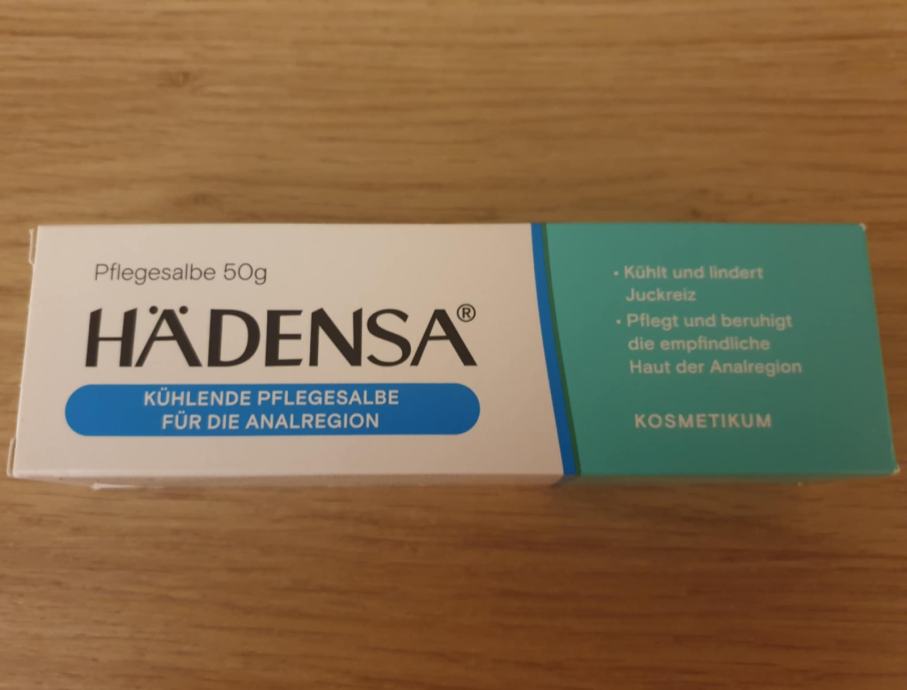 Pflegesalbe 50g
HÄDENSA®
KÜHLENDE PFLEGESALBE
FÜR DIE ANALREGION
• Kühlt und lindert
Juckreiz
• Pflegt und beruhigt
die empfindliche
Haut der Analregion
KOSMETIKUM